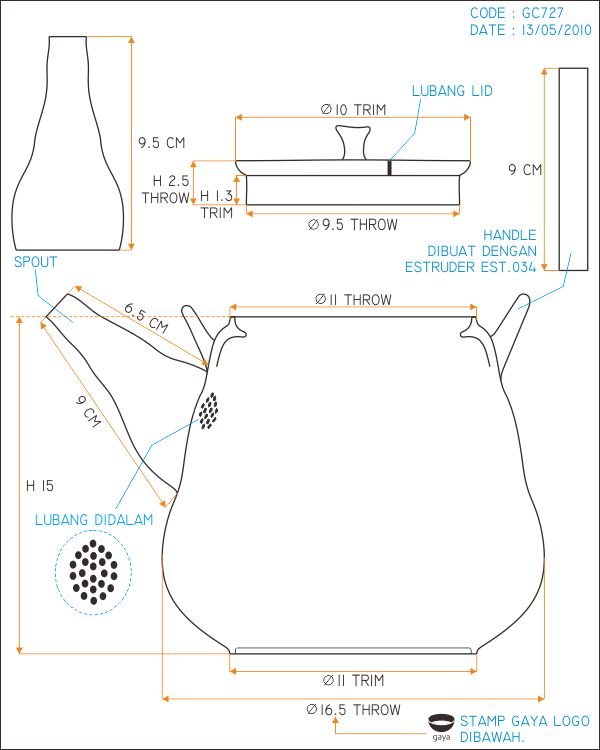 CODE : GC727
DATE : 13/05/2010
LUBANG LID
Ø10 TRIM
9.5 CM
H 2.5
THROW
H 1.3
TRIM
Ø9.5 THROW
9 CM
HANDLE
DIBUAT DENGAN
ESTRUDER EST.034
SPOUT
Ø11 THROW
6.5 CM
9 CM
H 15
LUBANG DIDALAM
Ø11 TRIM
Ø16.5 THROW
gaya
STAMP GAYA LOGO
DIBAWAH.